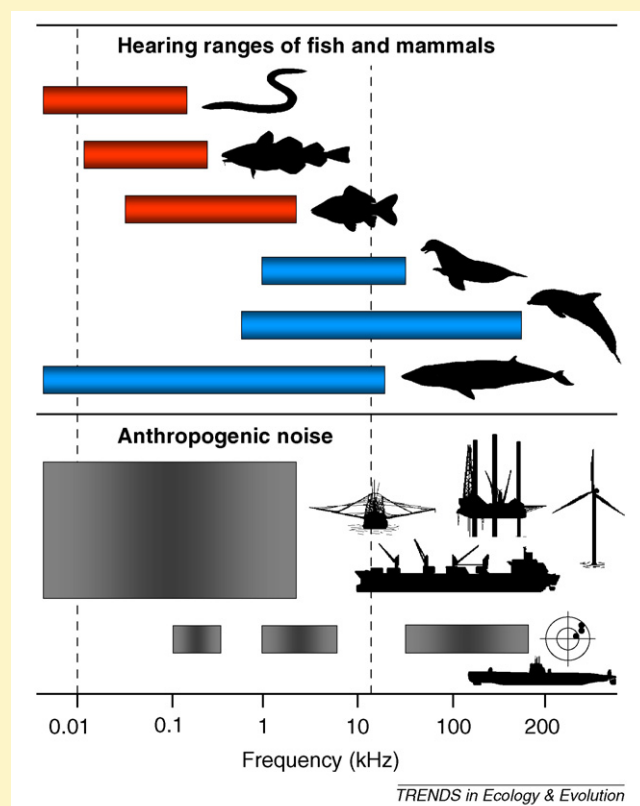 Hearing ranges of fish and mammals
Anthropogenic noise
0.01 0.1 1 10 100 200
Frequency (kHz)
TRENDS in Ecology & Evolution